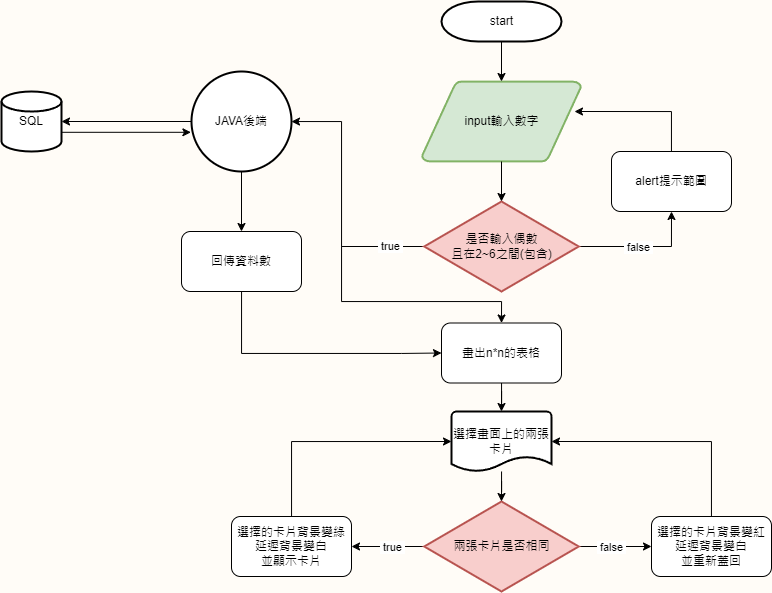 start
SQL
JAVA後端
input輸入數字
alert提示範圍
是否輸入偶數
且在2~6之間(包含)
true
false
回傳資料數
畫出n*n的表格
選擇畫面上的兩張
卡片
選擇的卡片背景變綠
延遲背景變白
並顯示卡片
true
兩張卡片是否相同
false
選擇的卡片背景變紅
延遲背景變白
並重新蓋回